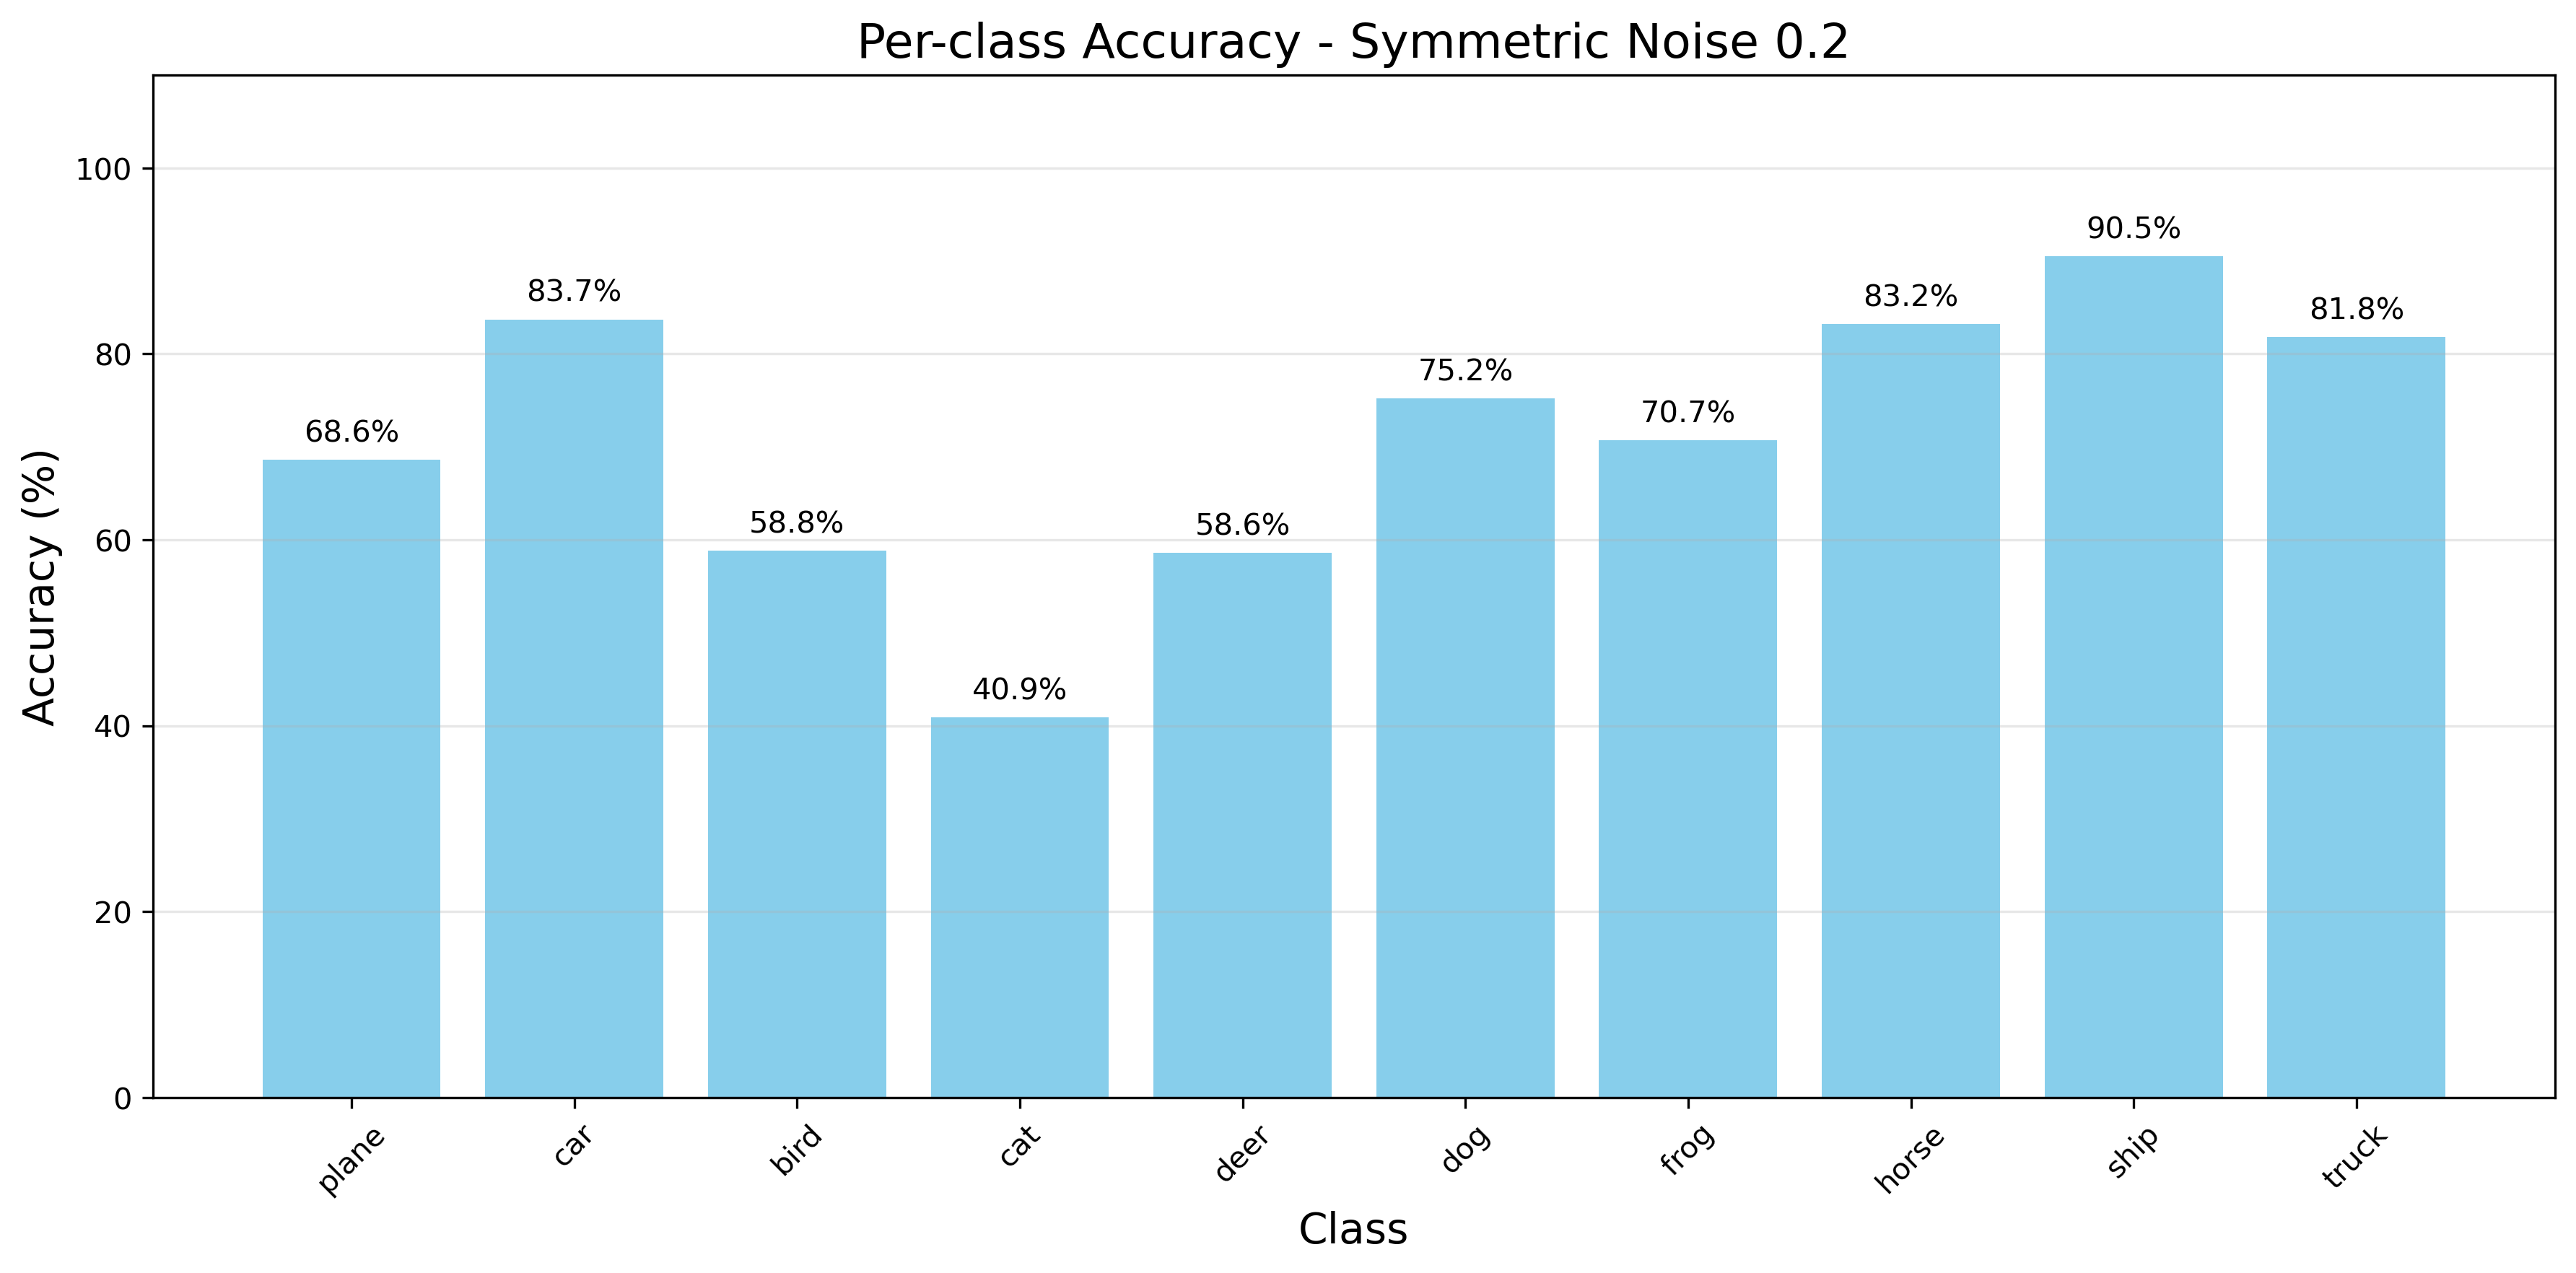 Per-class Accuracy - Symmetric Noise 0.2
Accuracy (%)
100
80
60
40
20
0
68.6%
83.7%
58.8%
40.9%
58.6%
75.2%
70.7%
83.2%
90.5%
81.8%
plane
car
bird
cat
deer
dog
frog
horse
ship
truck
Class